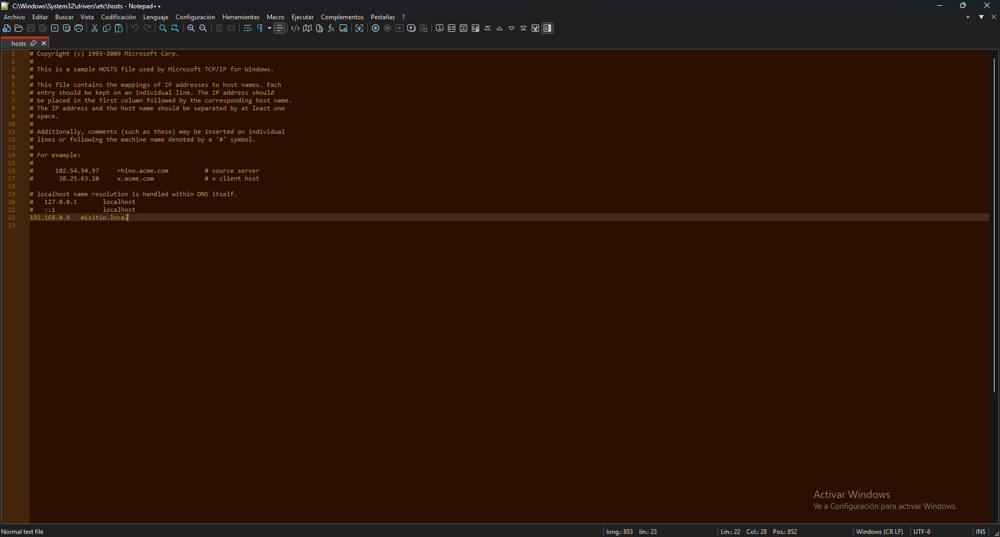 C:\Windows\System32\drivers\etc\hosts - Notepad++
Archivo Editar Buscar Vista Codificación Lenguaje Configuración Herramientas Macro Ejecutar Complementos Pestañas ?
hosts
1 # Copyright (c) 1993-2009 Microsoft Corp.
2 #
3 # This is a sample HOSTS file used by Microsoft TCP/IP for Windows.
4 #
5 # This file contains the mappings of IP addresses to host names. Each
6 # entry should be kept on an individual line. The IP address should
7 # be placed in the first column followed by the corresponding host name.
8 # The IP address and the host name should be separated by at least one
9 # space.
10 #
11 # Additionally, comments (such as these) may be inserted on individual
12 # lines or following the machine name denoted by a '#' symbol.
13 #
14 # For example:
15 #
16 #      102.54.94.97     rhino.acme.com          # source server
17 #       38.25.63.10     x.acme.com              # x client host
18
19 # localhost name resolution is handled within DNS itself.
20 #   127.0.0.1       localhost
21 #   ::1             localhost
22 192.168.0.9   misitio.local
23
Activar Windows
Ve a Configuración para activar Windows.
Normal text file long.: 853 lín.: 23 Lín.: 22 Col.: 28 Pos.: 852 Windows (CR LF) UTF-8 INS